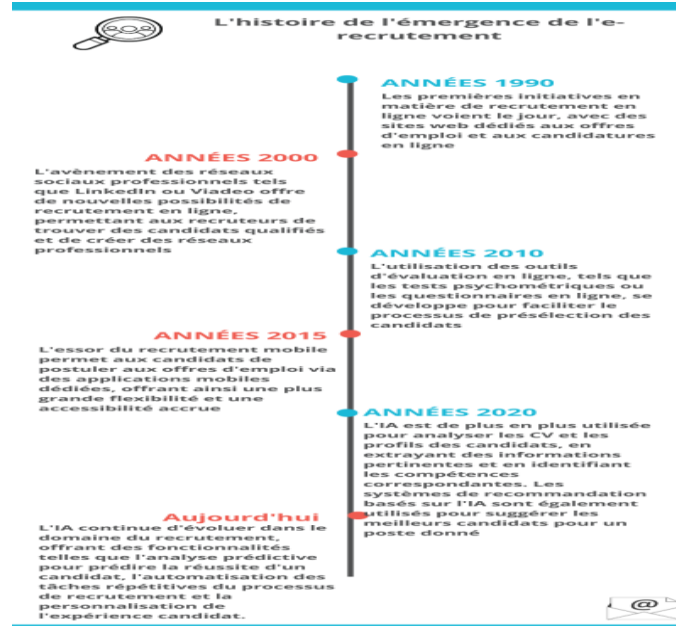 L'histoire de l'émergence de l'e-
recrutement
ANNÉES 1990
Les premières initiatives en
matière de recrutement en
ligne voient le jour, avec des
sites web dédiés aux offres
d'emploi et aux candidatures
en ligne
ANNÉES 2000
L'avènement des réseaux
sociaux professionnels tels
que LinkedIn ou Viadeo offre
de nouvelles possibilités de
recrutement en ligne,
permettant aux recruteurs de
trouver des candidats qualifiés
et de créer des réseaux
professionnels
ANNÉES 2010
L'utilisation des outils
d'évaluation en ligne, tels que
les tests psychométriques ou
les questionnaires en ligne, se
développe pour faciliter le
processus de présélection des
candidats
ANNÉES 2015
L'essor du recrutement mobile
permet aux candidats de
postuler aux offres d'emploi via
des applications mobiles
dédiées, offrant ainsi une plus
grande flexibilité et une
accessibilité accrue
ANNÉES 2020
L'IA est de plus en plus utilisée
pour analyser les CV et les
profils des candidats, en
extrayant des informations
pertinentes et en identifiant
les compétences
correspondantes. Les
systèmes de recommandation
basés sur l'IA sont également
utilisés pour suggérer les
meilleurs candidats pour un
poste donné
Aujourd'hui
L'IA continue d'évoluer dans le
domaine du recrutement,
offrant des fonctionnalités
telles que l'analyse prédictive
pour prédire la réussite d'un
candidat, l'automatisation des
tâches répétitives du processus
de recrutement et la
personnalisation de
l'expérience candidat.
@